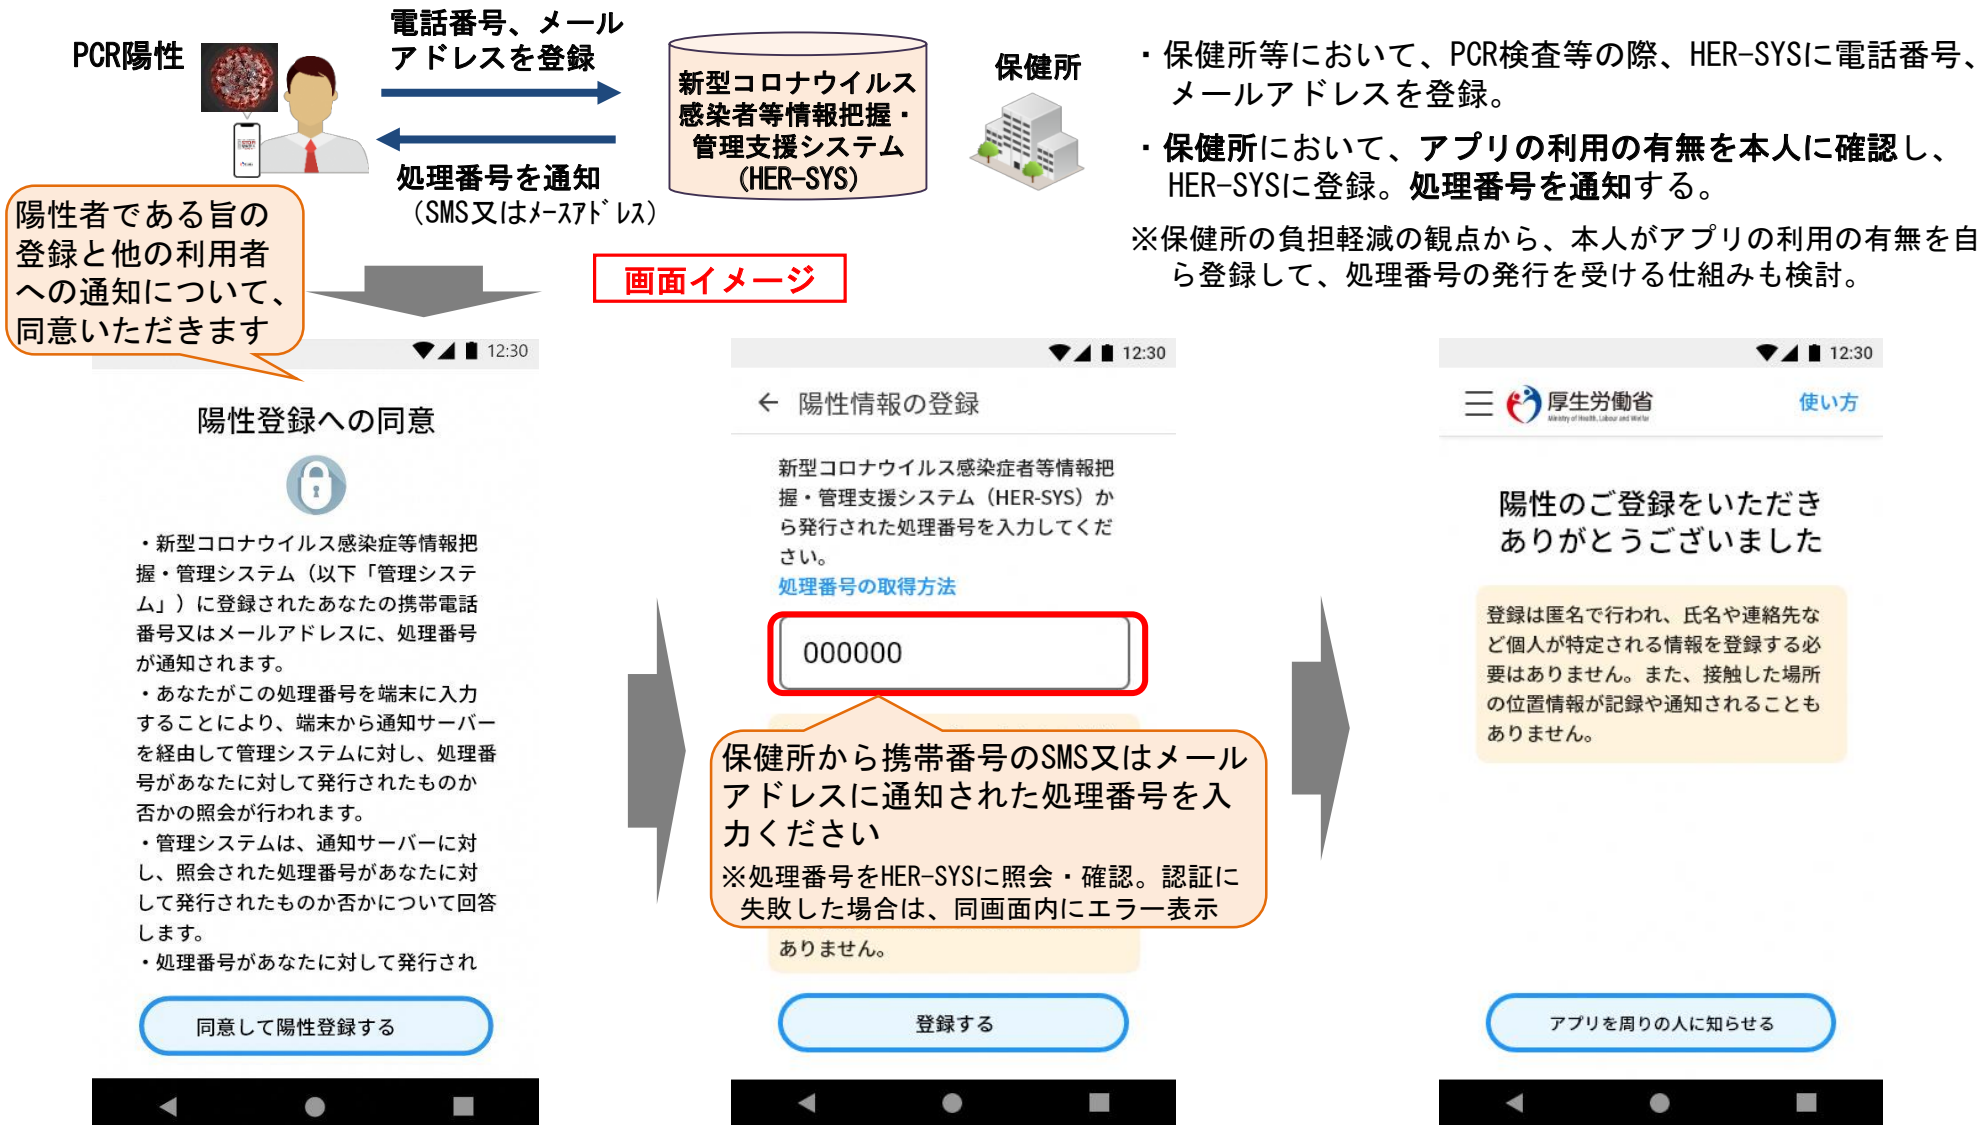 PCR陽性
電話番号、メール
アドレスを登録
処理番号を通知
（SMS又はﾒｰｽｱﾄﾞﾚｽ）
新型コロナウイルス
感染者等情報把握・
管理支援システム
（HER-SYS）
保健所
・保健所等において、PCR検査等の際、HER-SYSに電話番号、
メールアドレスを登録。
・保健所において、アプリの利用の有無を本人に確認し、
HER-SYSに登録。処理番号を通知する。
※保健所の負担軽減の観点から、本人がアプリの利用の有無を自
ら登録して、処理番号の発行を受ける仕組みも検討。
陽性者である旨の
登録と他の利用者
への通知について、
同意いただきます
画面イメージ
12:30
陽性登録への同意
・新型コロナウイルス感染症等情報把
握・管理システム（以下「管理システ
ム」）に登録されたあなたの携帯電話
番号又はメールアドレスに、処理番号
が通知されます。
・あなたがこの処理番号を端末に入力
することにより、端末から通知サーバー
を経由して管理システムに対し、処理番
号があなたに対して発行されたものか
否かの照会が行われます。
・管理システムは、通知サーバーに対
し、照会された処理番号があなたに対
して発行されたものか否かについて回答
します。
・処理番号があなたに対して発行され
同意して陽性登録する
12:30
← 陽性情報の登録
新型コロナウイルス感染症者等情報把
握・管理支援システム（HER-SYS）か
ら発行された処理番号を入力してくだ
さい。
処理番号の取得方法
000000
保健所から携帯番号のSMS又はメール
アドレスに通知された処理番号を入
力ください
※処理番号をHER-SYSに照会・確認。認証に
失敗した場合は、同画面内にエラー表示
ありません。
登録する
12:30
厚生労働省
Ministry of Health, Labour and Welfar
使い方
陽性のご登録をいただき
ありがとうございました
登録は匿名で行われ、氏名や連絡先な
ど個人が特定される情報を登録する必
要はありません。また、接触した場所
の位置情報が記録や通知されることも
ありません。
アプリを周りの人に知らせる